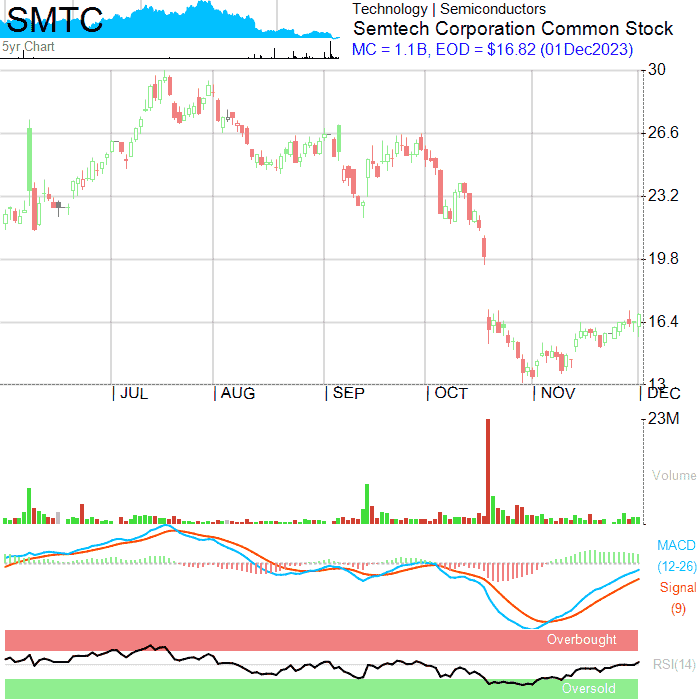 SMTC
5yr Chart
Technology | Semiconductors
Semtech Corporation Common Stock
MC = 1.1B, EOD = $16.82 (01Dec2023)
30
26.6
23.2
19.8
16.4
13
JUL
AUG
SEP
OCT
NOV
DEC
23M
Volume
MACD
(12-26)
Signal
(9)
Overbought
RSI(14)
Oversold